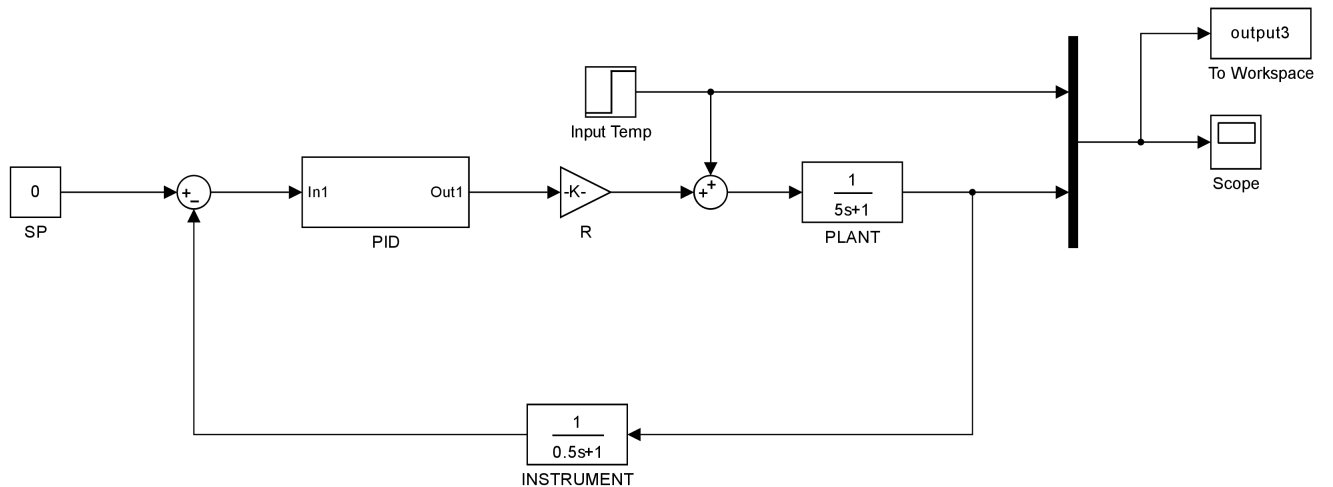 output3
To Workspace
Input Temp
Scope
0
SP
+
−
In1
Out1
PID
-K-
R
+
+
1
5s+1
PLANT
1
0.5s+1
INSTRUMENT